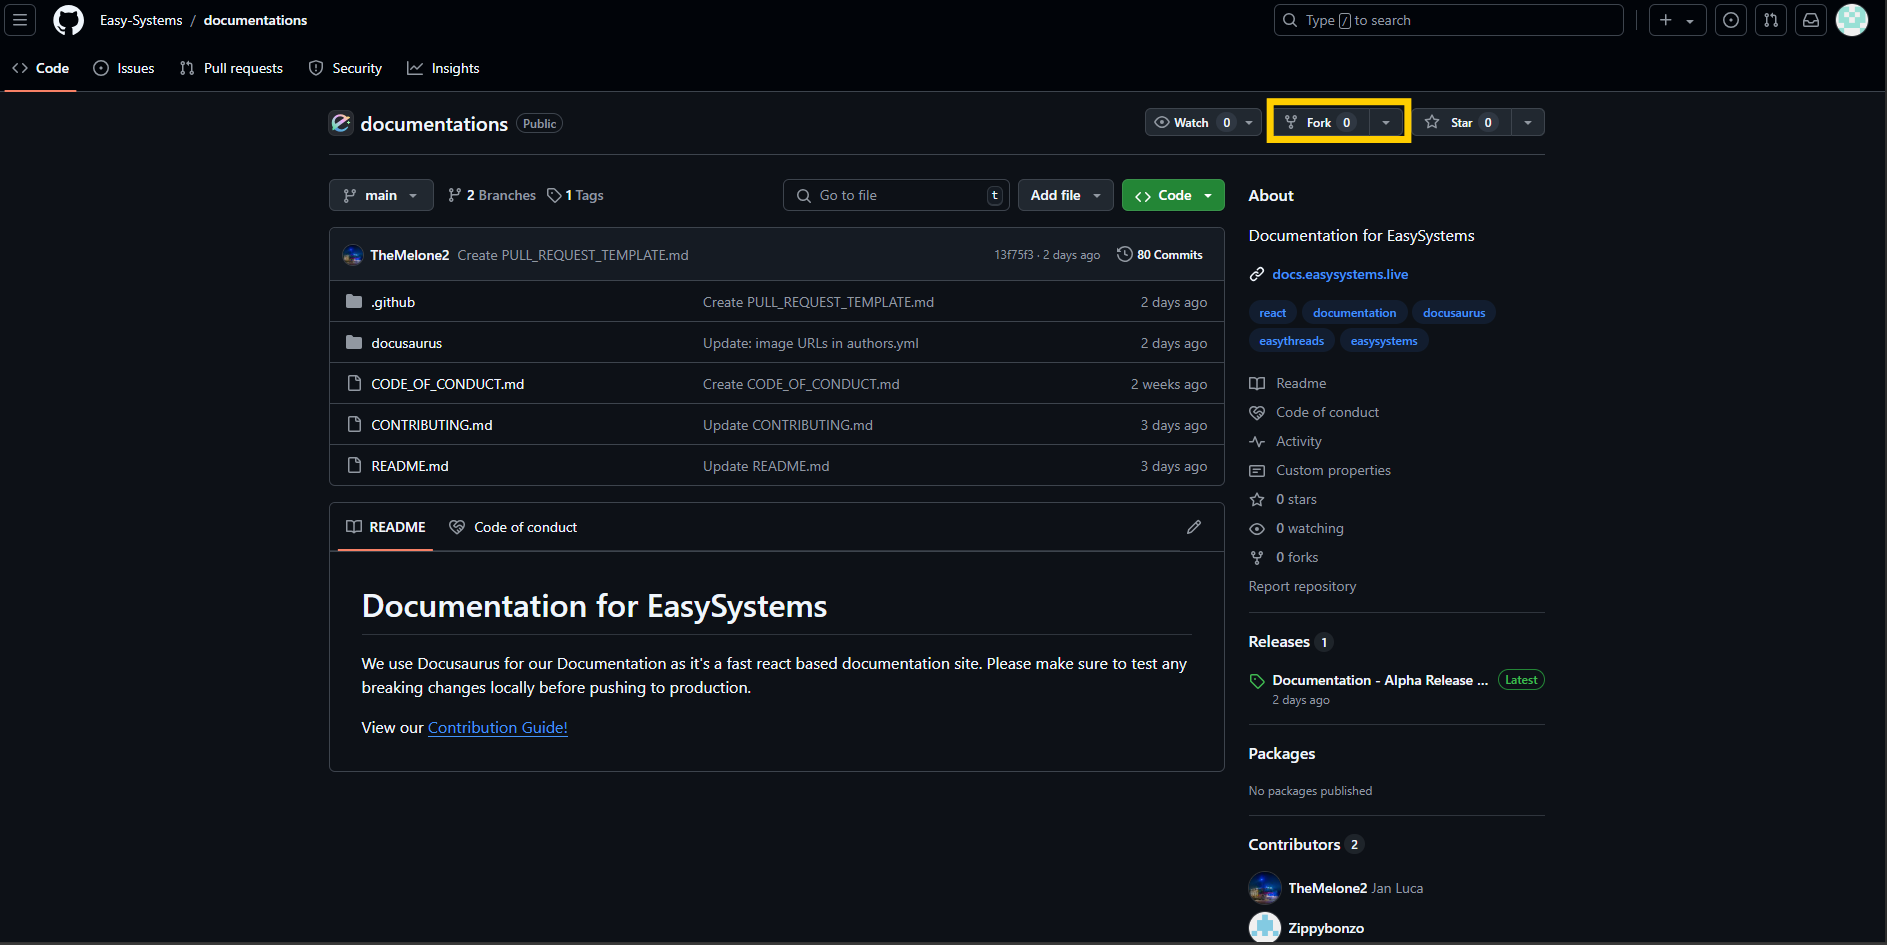 Easy-Systems / documentations
Type / to search
Code
Issues
Pull requests
Security
Insights
documentations Public
Watch 0
Fork 0
Star 0
main
2 Branches
1 Tags
Go to file t
Add file
Code
TheMelone2 Create PULL_REQUEST_TEMPLATE.md 13f75f3 · 2 days ago 80 Commits
.github Create PULL_REQUEST_TEMPLATE.md 2 days ago
docusaurus Update: image URLs in authors.yml 2 days ago
CODE_OF_CONDUCT.md Create CODE_OF_CONDUCT.md 2 weeks ago
CONTRIBUTING.md Update CONTRIBUTING.md 3 days ago
README.md Update README.md 3 days ago
README
Code of conduct
Documentation for EasySystems
We use Docusaurus for our Documentation as it's a fast react based documentation site. Please make sure to test any
breaking changes locally before pushing to production.
View our Contribution Guide!
About
Documentation for EasySystems
docs.easysystems.live
react documentation docusaurus
easythreads easysystems
Readme
Code of conduct
Activity
Custom properties
0 stars
0 watching
0 forks
Report repository
Releases 1
Documentation - Alpha Release ... Latest
2 days ago
Packages
No packages published
Contributors 2
TheMelone2 Jan Luca
Zippybonzo